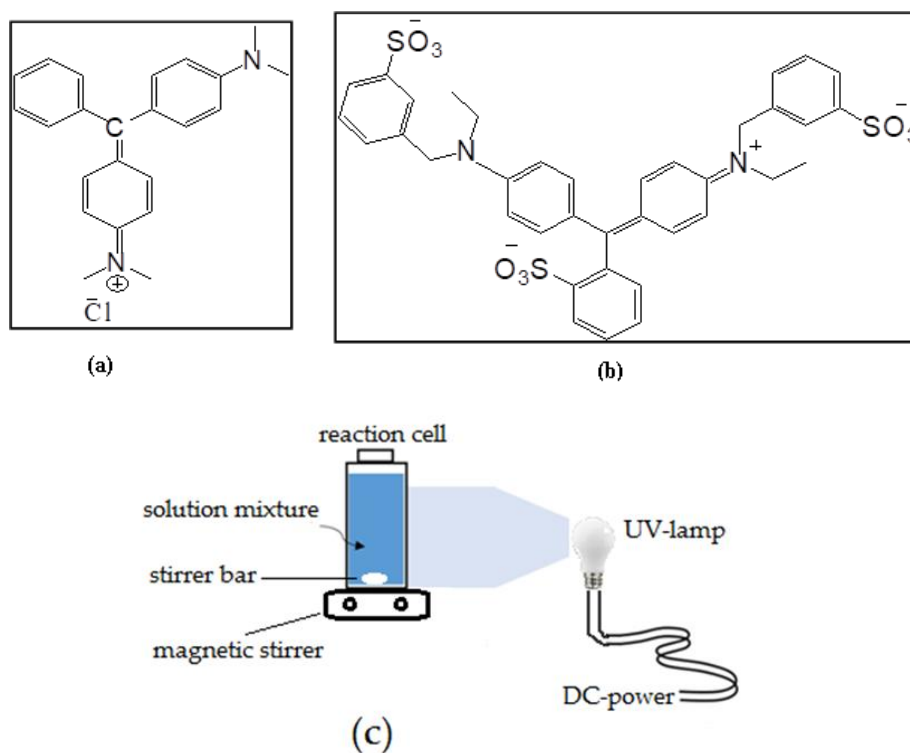 N
C
N
+
Cl
−
(a)
−
SO3
N
N
+
−
SO3
−
O3S
(b)
reaction cell
solution mixture
stirrer bar
magnetic stirrer
UV-lamp
DC-power
(c)